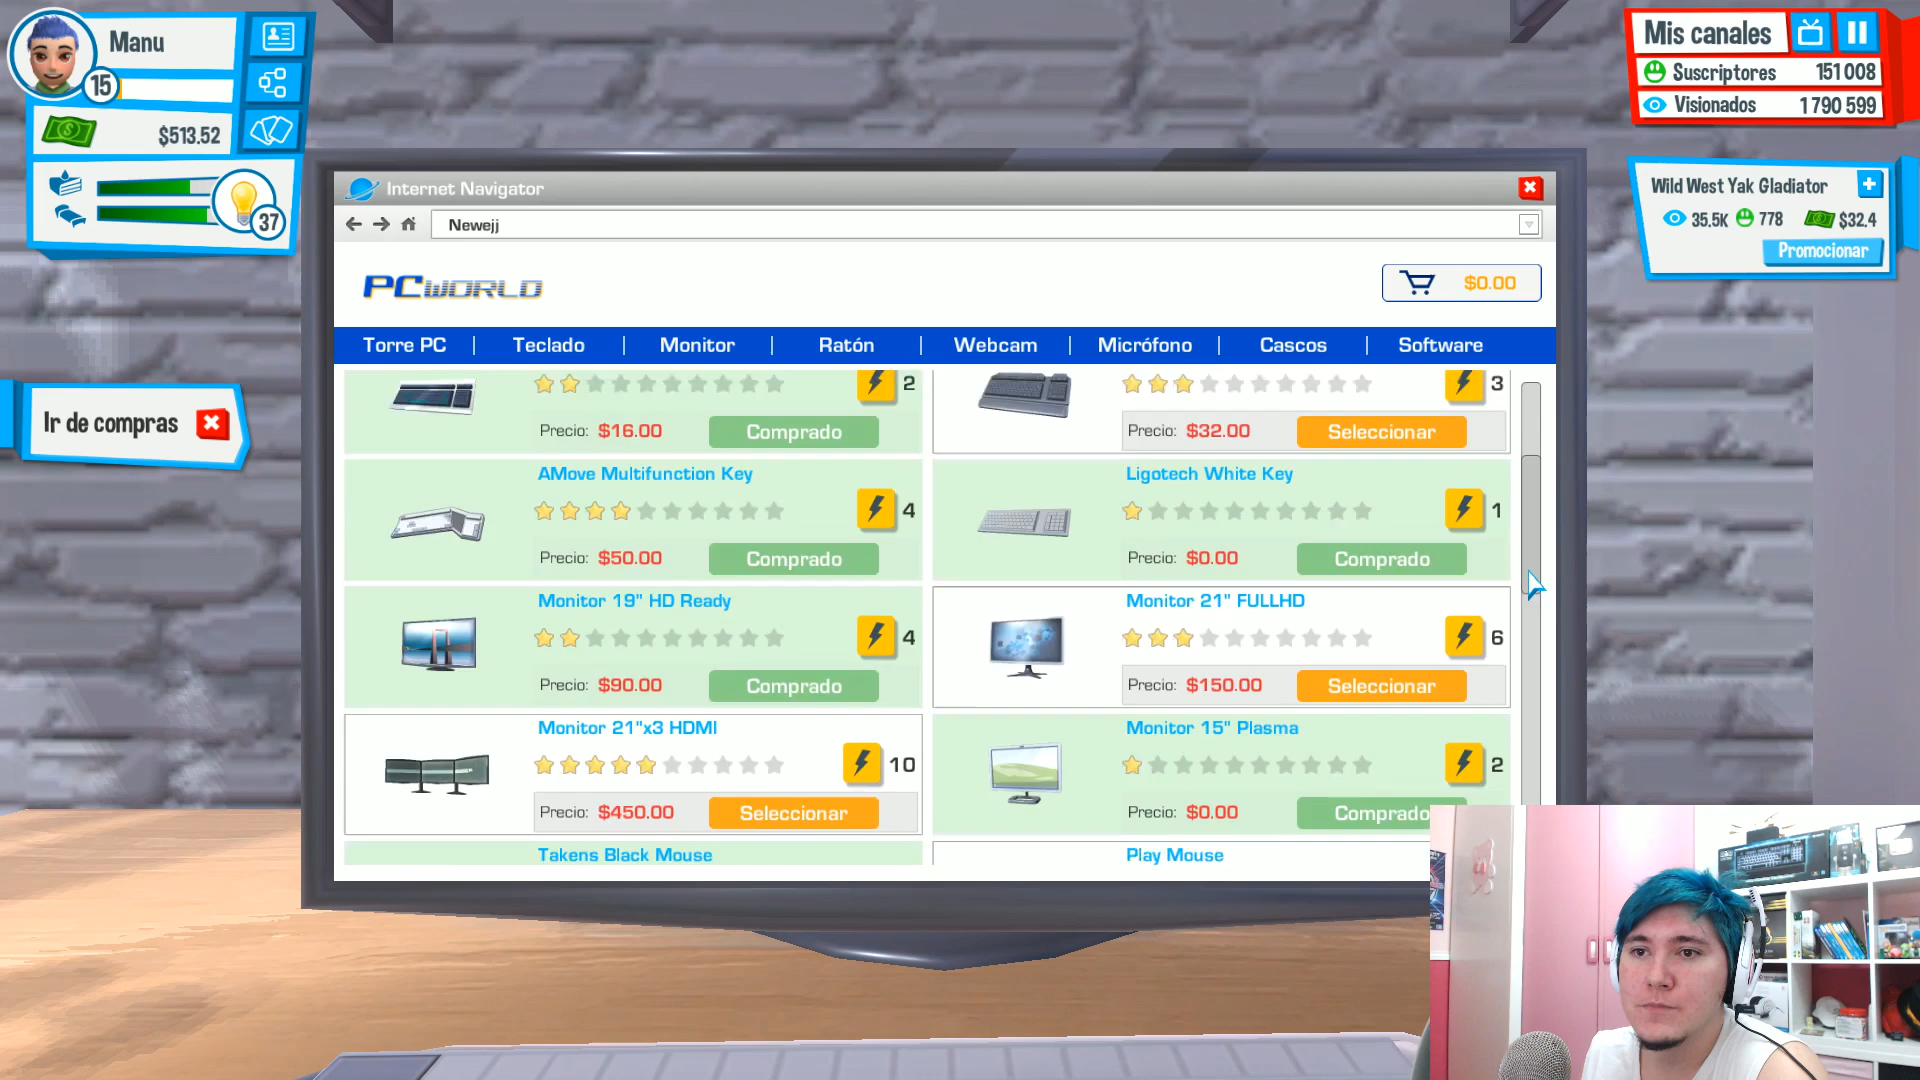 Manu
15
$513.52
37
Mis canales
Suscriptores 151 008
Visionados 1 790 599
Wild West Yak Gladiator
35.5K 778 $32.4
Promocionar
Ir de compras
Internet Navigator
Newejj
PCWORLD
$0.00
Torre PC | Teclado | Monitor | Ratón | Webcam | Micrófono | Cascos | Software
2
Precio: $16.00 Comprado
3
Precio: $32.00 Seleccionar
AMove Multifunction Key
4
Precio: $50.00 Comprado
Ligotech White Key
1
Precio: $0.00 Comprado
Monitor 19" HD Ready
4
Precio: $90.00 Comprado
Monitor 21" FULLHD
6
Precio: $150.00 Seleccionar
Monitor 21"x3 HDMI
10
Precio: $450.00 Seleccionar
Monitor 15" Plasma
2
Precio: $0.00 Comprado
Takens Black Mouse
Play Mouse